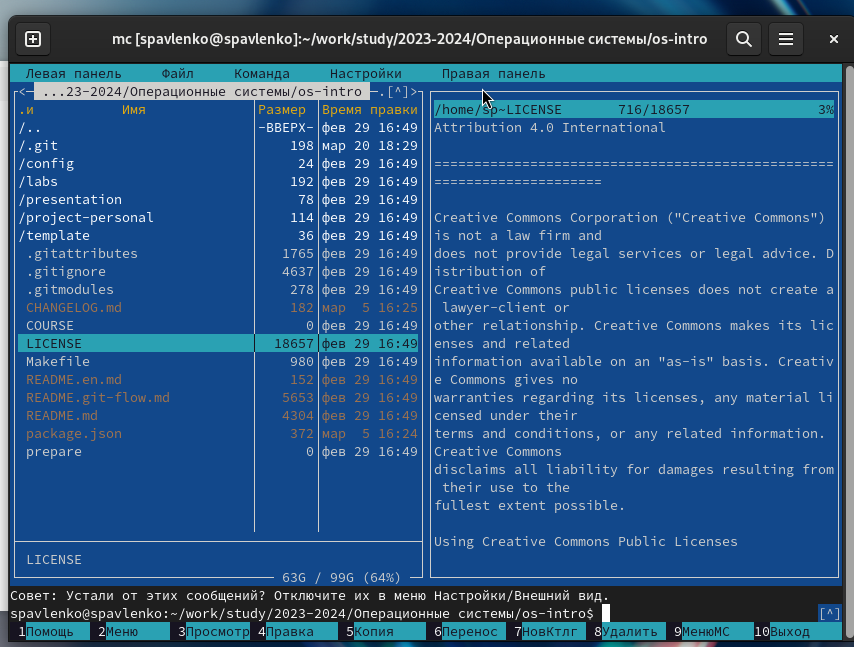 mc [spavlenko@spavlenko]:~/work/study/2023-2024/Операционные системы/os-intro
Левая панель Файл Команда Настройки Правая панель
<─ ...23-2024/Операционные системы/os-intro ─.[^]>
.и Имя Размер Время правки
/.. -ВВЕРХ- фев 29 16:49
/.git 198 мар 20 18:29
/config 24 фев 29 16:49
/labs 192 фев 29 16:49
/presentation 78 фев 29 16:49
/project-personal 114 фев 29 16:49
/template 36 фев 29 16:49
.gitattributes 1765 фев 29 16:49
.gitignore 4637 фев 29 16:49
.gitmodules 278 фев 29 16:49
CHANGELOG.md 182 мар 5 16:25
COURSE 0 фев 29 16:49
LICENSE 18657 фев 29 16:49
Makefile 980 фев 29 16:49
README.en.md 152 фев 29 16:49
README.git-flow.md 5653 фев 29 16:49
README.md 4304 фев 29 16:49
package.json 372 мар 5 16:24
prepare 0 фев 29 16:49
LICENSE
63G / 99G (64%)
/home/sp~LICENSE 716/18657 3%
Attribution 4.0 International
==================================================
=====================
Creative Commons Corporation ("Creative Commons")
is not a law firm and
does not provide legal services or legal advice. D
istribution of
Creative Commons public licenses does not create a
lawyer-client or
other relationship. Creative Commons makes its lic
enses and related
information available on an "as-is" basis. Creativ
e Commons gives no
warranties regarding its licenses, any material li
censed under their
terms and conditions, or any related information.
Creative Commons
disclaims all liability for damages resulting from
their use to the
fullest extent possible.
Using Creative Commons Public Licenses
Совет: Устали от этих сообщений? Отключите их в меню Настройки/Внешний вид.
spavlenko@spavlenko:~/work/study/2023-2024/Операционные системы/os-intro$ [^]
1Помощь 2Меню 3Просмотр 4Правка 5Копия 6Перенос 7НовКтлг 8Удалить 9МенюМС 10Выход